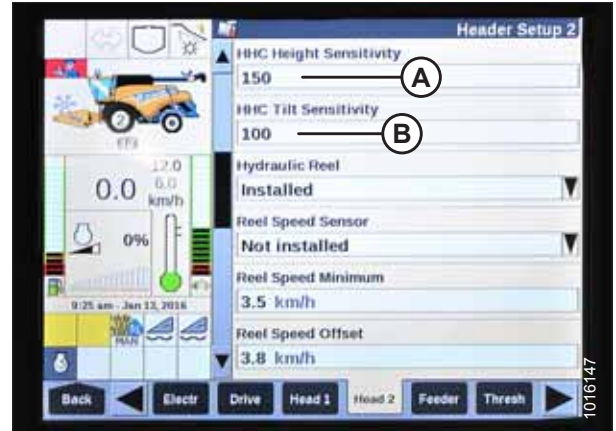 Header Setup 2
HHC Height Sensitivity
150
A
HHC Tilt Sensitivity
100
B
Hydraulic Reel
Installed
Reel Speed Sensor
Not installed
Reel Speed Minimum
3.5 km/h
Reel Speed Offset
3.8 km/h
2
12.0
0.0
6.0
km/h
0%
9:25 am - Jan 13, 2016
MAN
Back
Electr
Drive
Head 1
Head 2
Feeder
Thresh
1016147